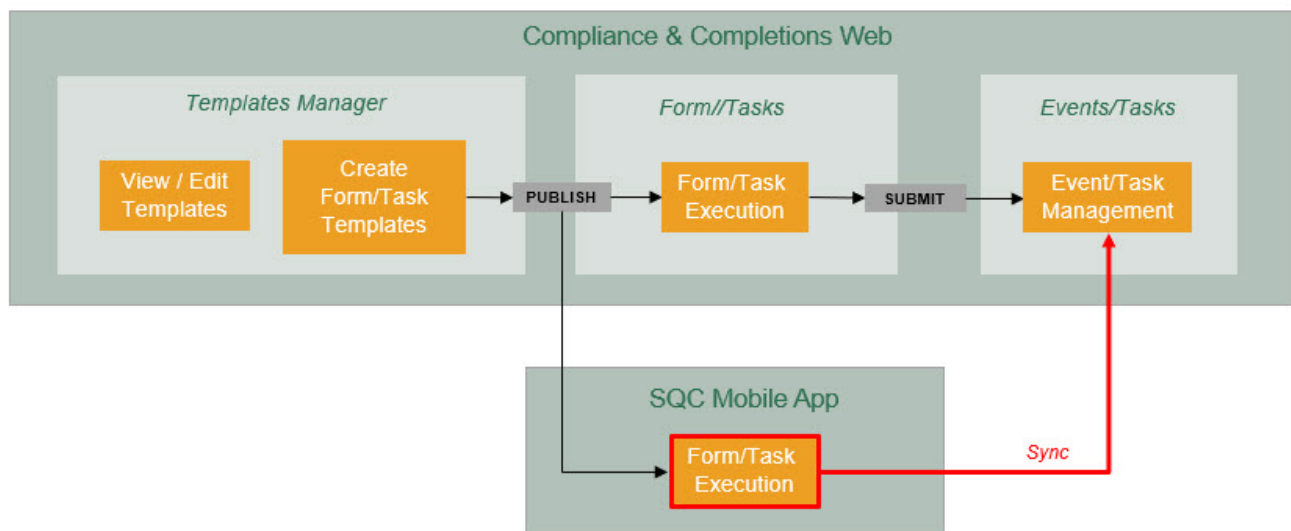 Compliance & Completions Web
Templates Manager
Form//Tasks
Events/Tasks
View / Edit
Templates
Create
Form/Task
Templates
PUBLISH
Form/Task
Execution
SUBMIT
Event/Task
Management
SQC Mobile App
Form/Task
Execution
Sync